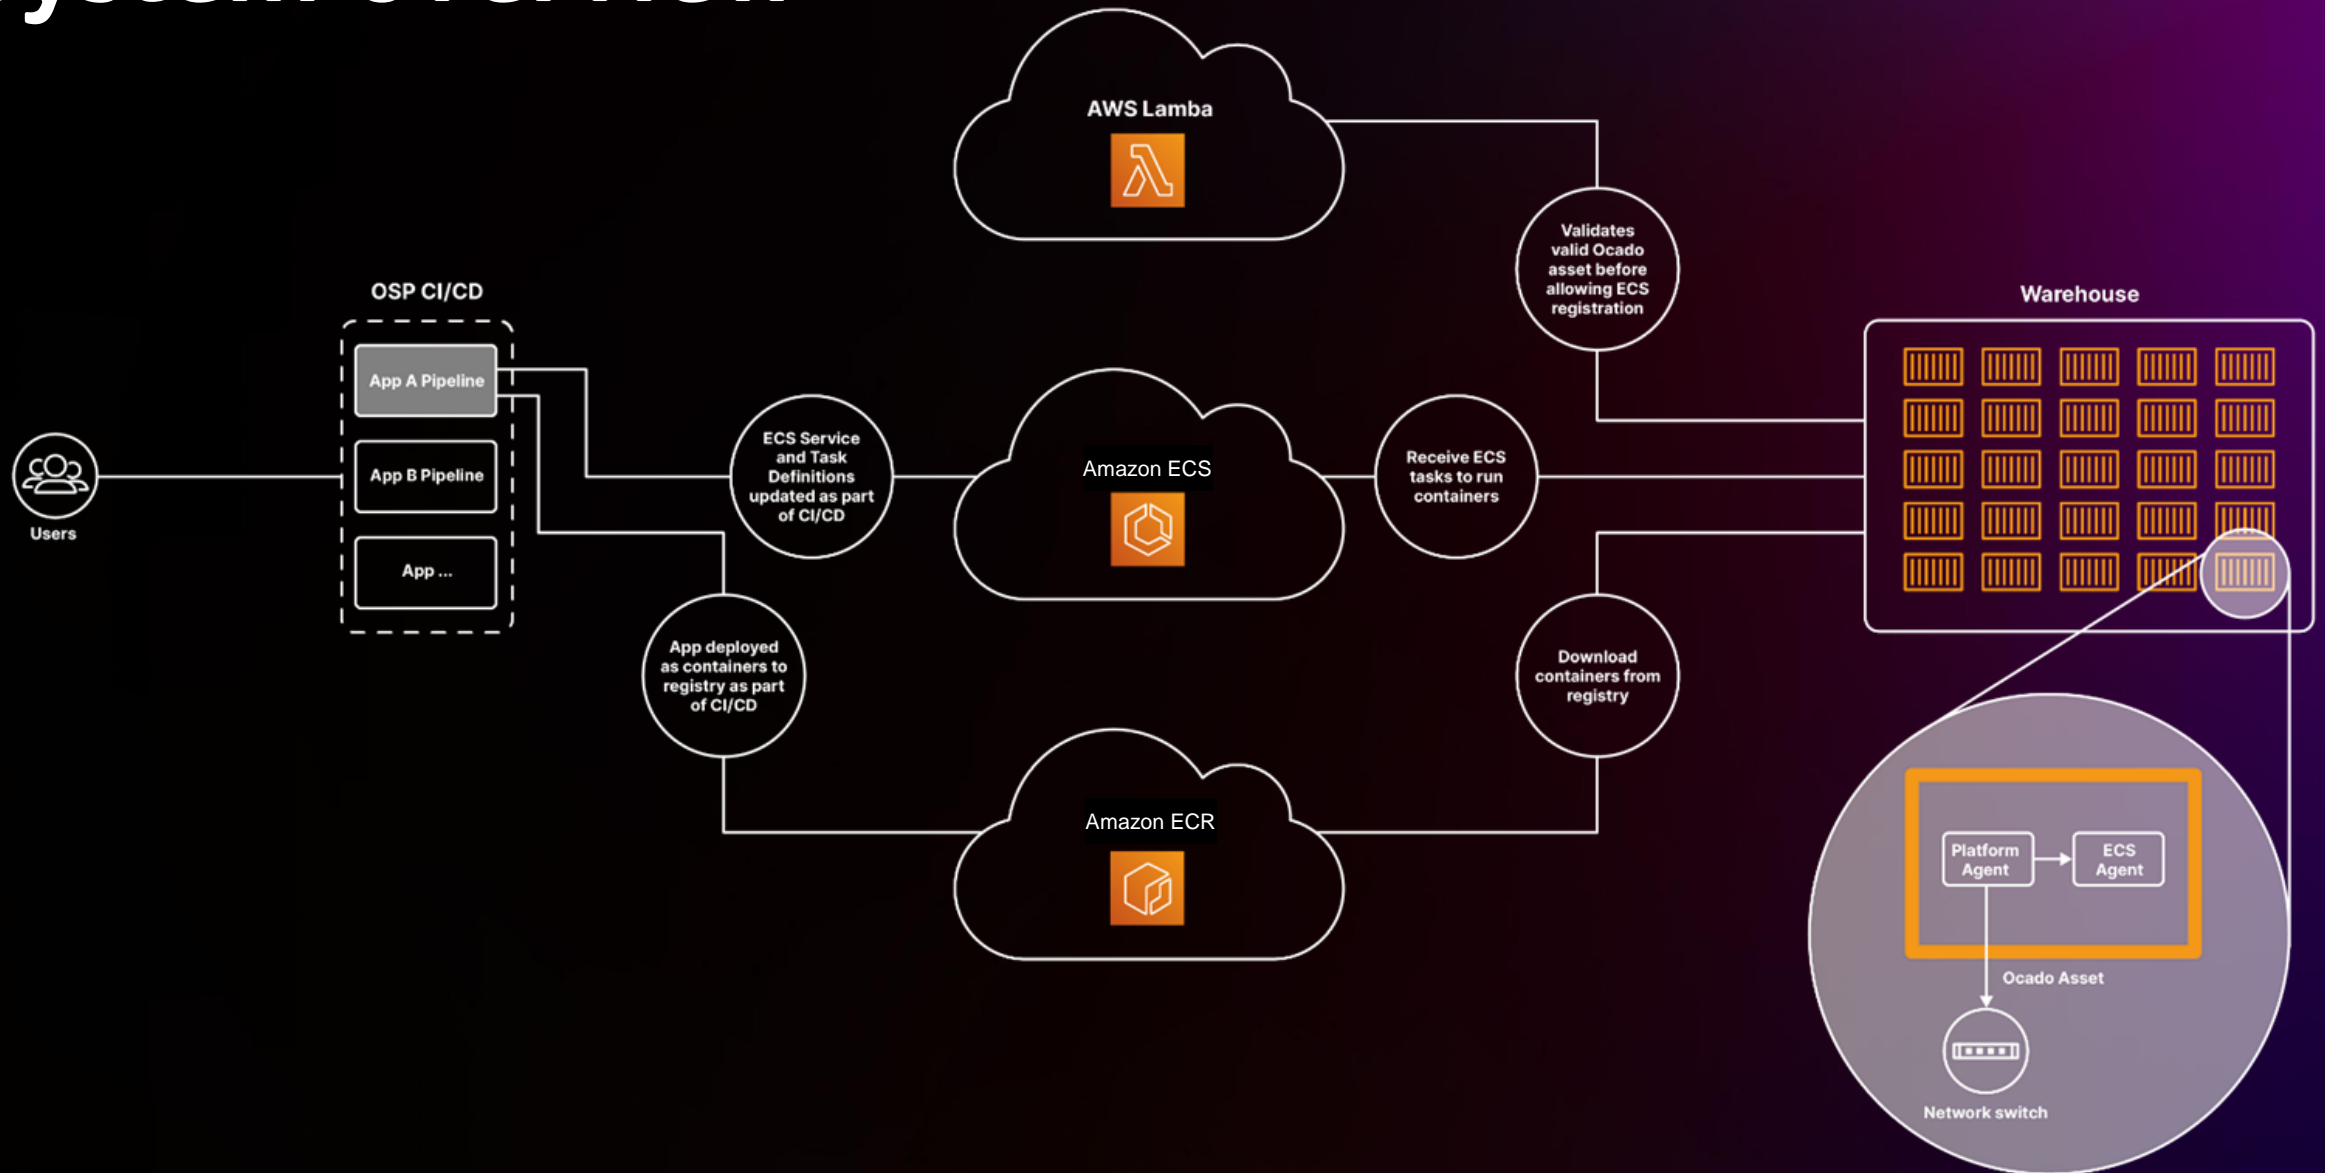 System overview
AWS Lamba
Validates
valid Ocado
asset before
allowing ECS
registration
OSP CI/CD
App A Pipeline
App B Pipeline
App ...
Users
ECS Service
and Task
Definitions
updated as part
of CI/CD
Amazon ECS
Receive ECS
tasks to run
containers
Warehouse
App deployed
as containers to
registry as part
of CI/CD
Download
containers from
registry
Amazon ECR
Platform
Agent
ECS
Agent
Ocado Asset
Network switch